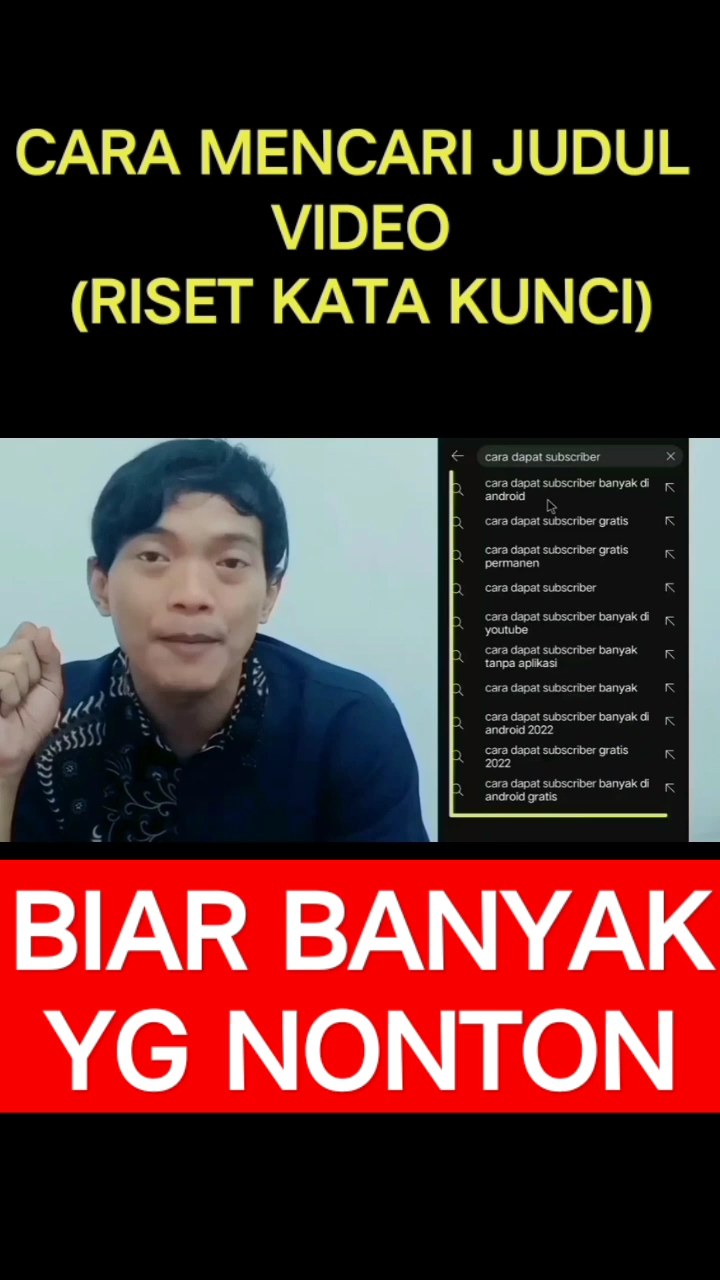 CARA MENCARI JUDUL
VIDEO
(RISET KATA KUNCI)
cara dapat subscriber
cara dapat subscriber banyak di
android
cara dapat subscriber gratis
cara dapat subscriber gratis
permanen
cara dapat subscriber
cara dapat subscriber banyak di
youtube
cara dapat subscriber banyak
tanpa aplikasi
cara dapat subscriber banyak
cara dapat subscriber banyak di
android 2022
cara dapat subscriber gratis
2022
cara dapat subscriber banyak di
android gratis
BIAR BANYAK
YG NONTON